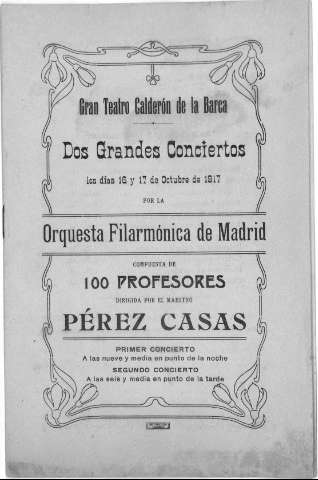 Gran Teatro Calderón de la Barca
Dos Grandes Conciertos
los días 16 y 17 de Octubre de 1917
POR LA
Orquesta Filarmónica de Madrid
COMPUESTA DE
100 PROFESORES
DIRIGIDA POR EL MAESTRO
PÉREZ CASAS
PRIMER CONCIERTO
A las nueve y media en punto de la noche
SEGUNDO CONCIERTO
A las seis y media en punto de la tarde